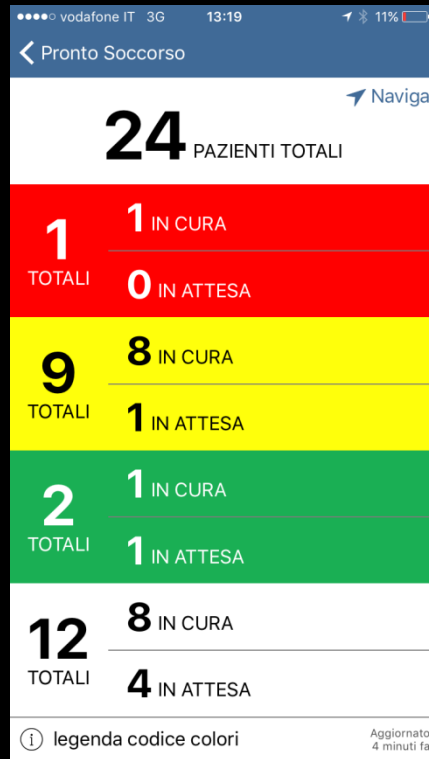 vodafone IT 3G 13:19 11%
Pronto Soccorso
Naviga
24 PAZIENTI TOTALI
1 TOTALI
1 IN CURA
0 IN ATTESA
9 TOTALI
8 IN CURA
1 IN ATTESA
2 TOTALI
1 IN CURA
1 IN ATTESA
12 TOTALI
8 IN CURA
4 IN ATTESA
i legenda codice colori
Aggiornato
4 minuti fa